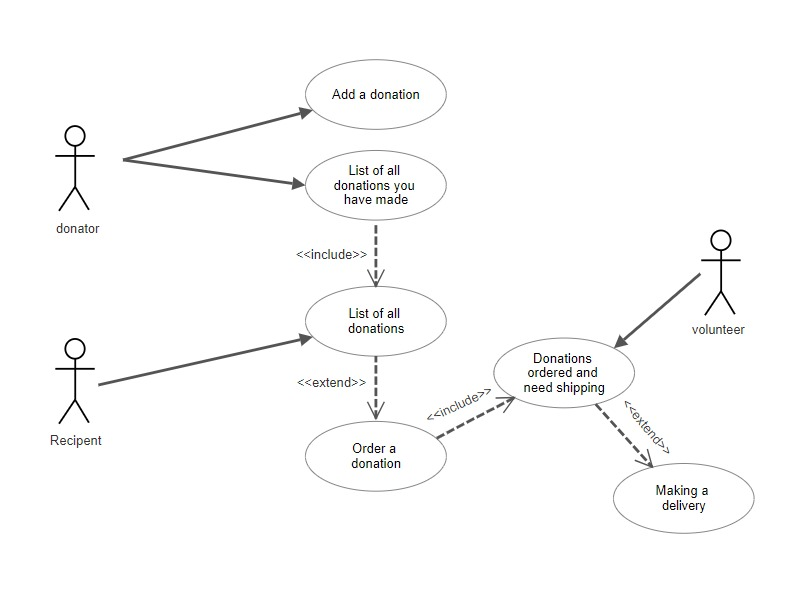 Add a donation
List of all
donations you
have made
donator
<<include>>
volunteer
List of all
donations
Donations
ordered and
need shipping
<<extend>>
<<include>>
<<extend>>
Recipent
Order a
donation
Making a
delivery